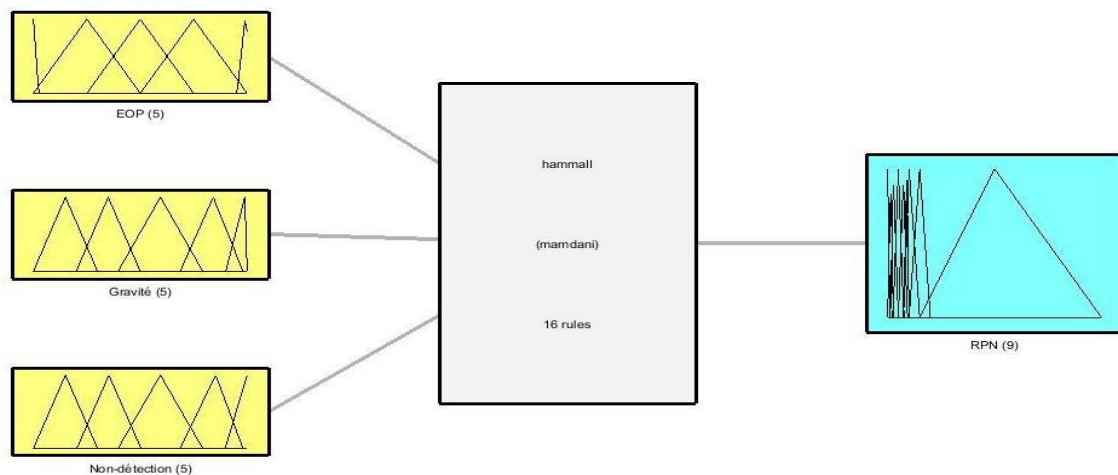 EOP (5)
Gravité (5)
Non-détection (5)
hammall
(mamdani)
16 rules
RPN (9)